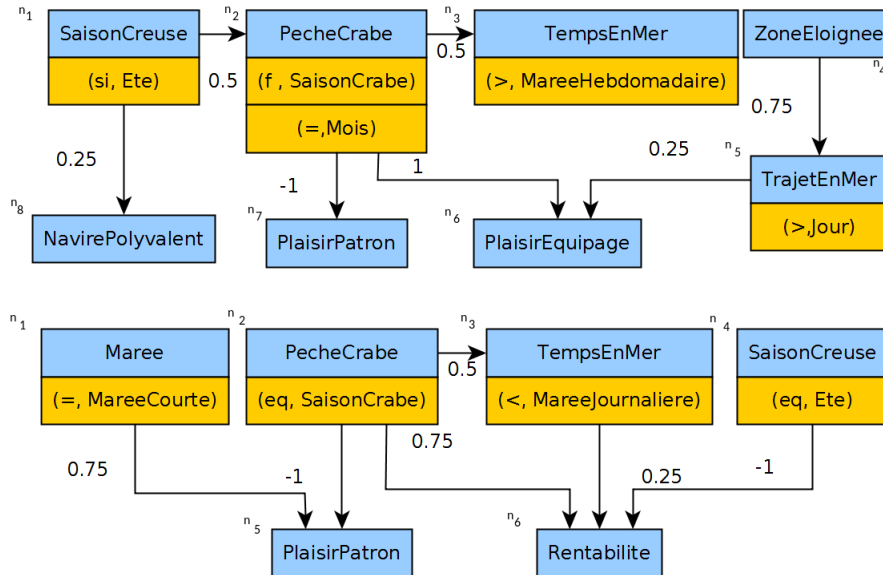 n1
SaisonCreuse
(si, Ete)
n2
PecheCrabe
(f , SaisonCrabe)
(=,Mois)
n3
TempsEnMer
(>, MareeHebdomadaire)
ZoneEloignee
0.5
0.5
0.75
0.25
-1
1
0.25
n5
TrajetEnMer
(>,Jour)
n8
NavirePolyvalent
n7
PlaisirPatron
n6
PlaisirEquipage
n1
Maree
(=, MareeCourte)
n2
PecheCrabe
(eq, SaisonCrabe)
n3
TempsEnMer
(<, MareeJournaliere)
n4
SaisonCreuse
(eq, Ete)
0.5
0.75
-1
0.75
0.25
-1
n5
PlaisirPatron
n6
Rentabilite